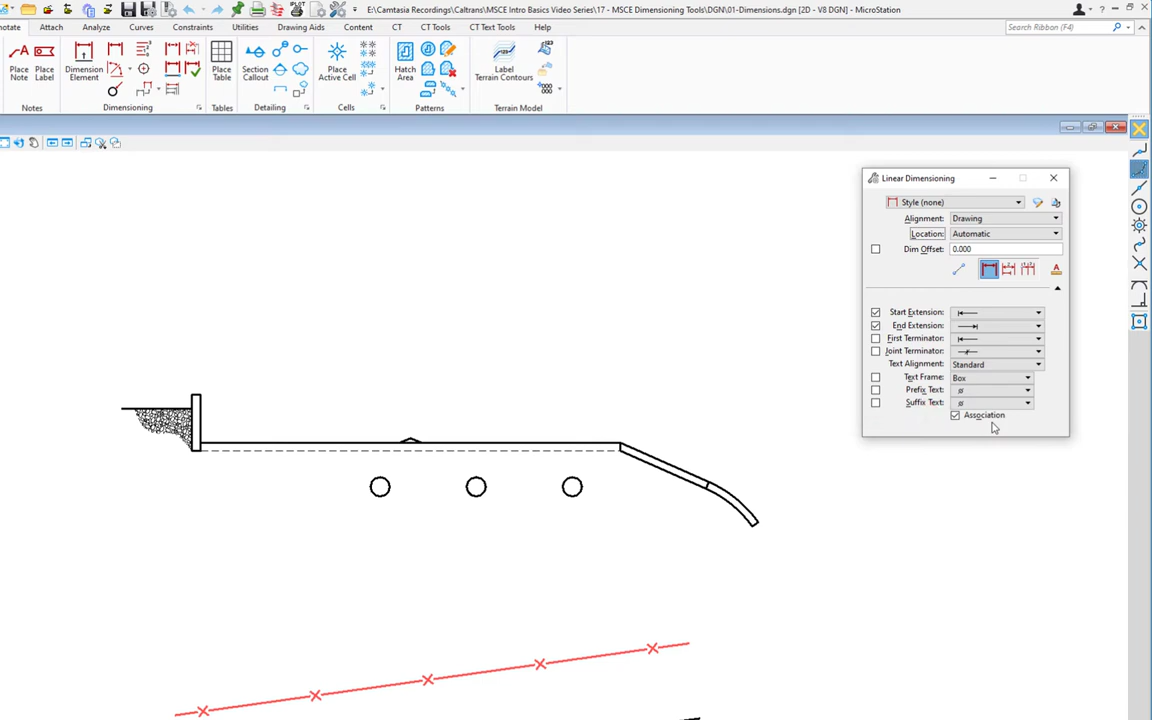 E:\Camtasia Recordings\Caltrans\MSCE Intro Basics Video Series\17 - MSCE Dimensioning Tools\DGN\01-Dimensions.dgn [2D - V8 DGN] - MicroStation
notate Attach Analyze Constraints Utilities Drawing Aids Curves Content CT CT Tools CT Text Tools Help
Search Ribbon (F4)
Place Note
Place Label
Dimension Element
Place Table
Section Callout
Place Active Cell
Hatch Area
Label Terrain Contours
Notes Dimensioning Tables Detailing Cells Patterns Terrain Model
Linear Dimensioning
Style (none)
Alignment: Drawing
Location: Automatic
Dim Offset: 0.000
Start Extension:
End Extension:
First Terminator:
Joint Terminator:
Text Alignment: Standard
Text Frame: Box
Prefix Text: ø
Suffix Text: ø
Association